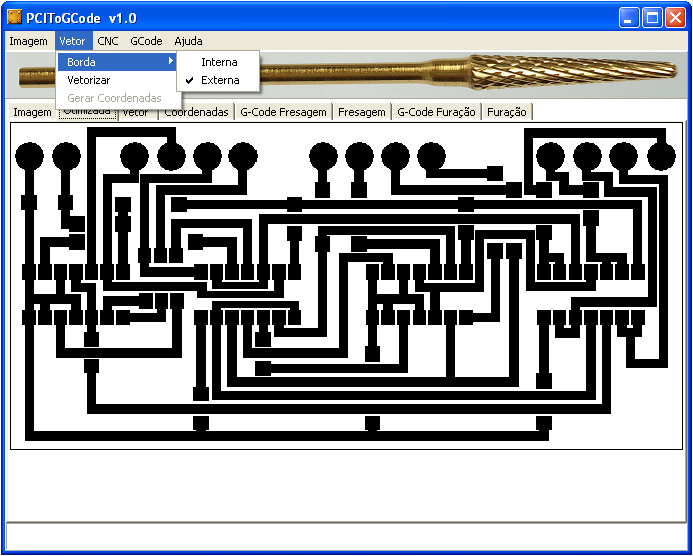 PCIToGCode v1.0
Imagem Vetor CNC GCode Ajuda
Borda Interna
Vetorizar Externa
Gerar Coordenadas
Imagem Otimizada Vetor Coordenadas G-Code Fresagem Fresagem G-Code Furação Furação